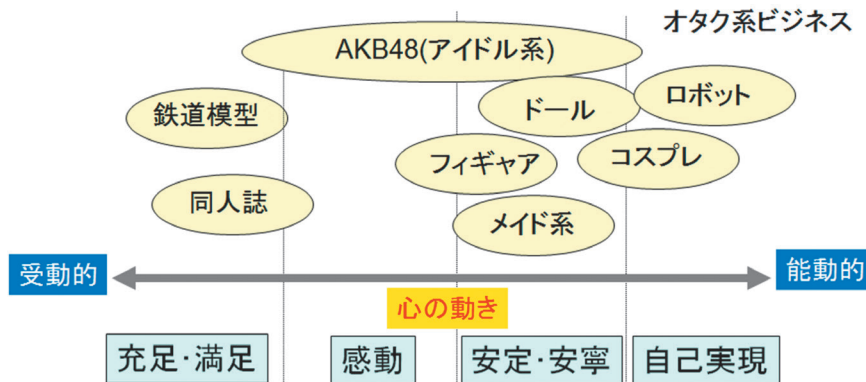 オタク系ビジネス
AKB48(アイドル系)
鉄道模型
ドール
ロボット
フィギャア
コスプレ
同人誌
メイド系
受動的
能動的
心の動き
充足・満足
感動
安定・安寧
自己実現